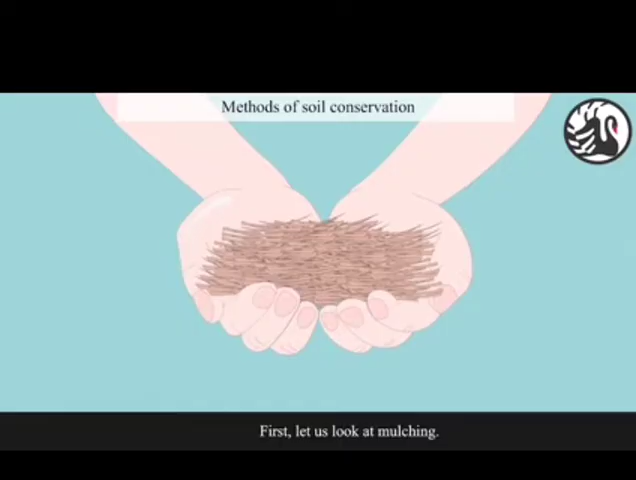 Methods of soil conservation
First, let us look at mulching.